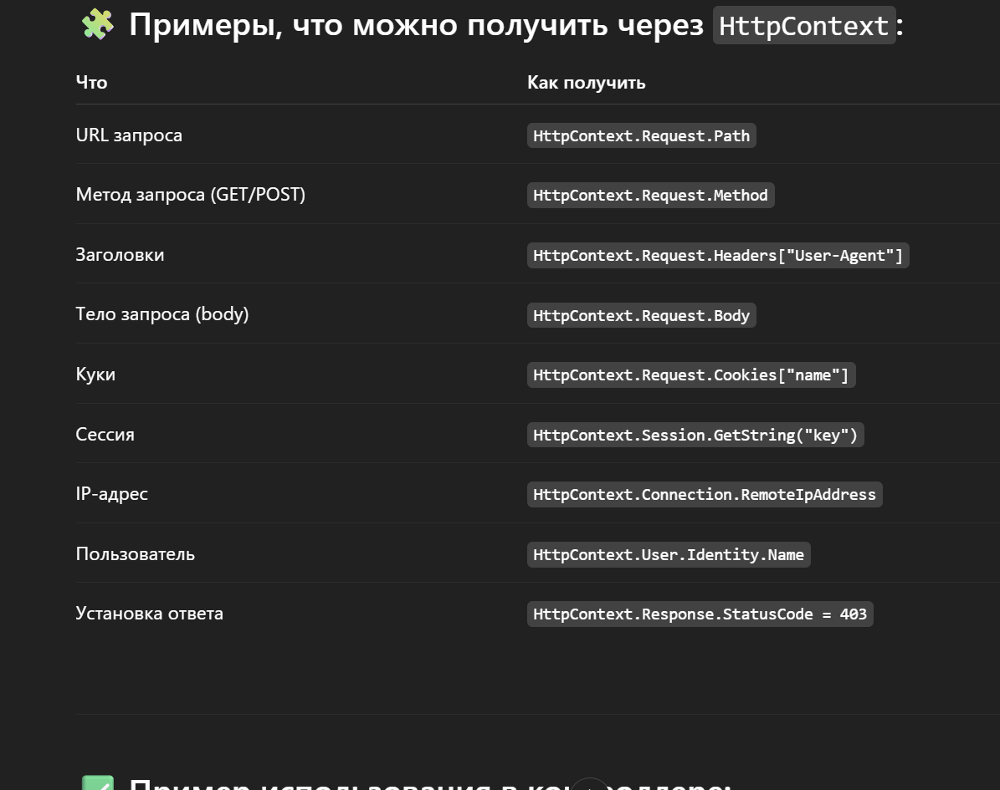 Примеры, что можно получить через HttpContext:
Что Как получить
URL запроса HttpContext.Request.Path
Метод запроса (GET/POST) HttpContext.Request.Method
Заголовки HttpContext.Request.Headers["User-Agent"]
Тело запроса (body) HttpContext.Request.Body
Куки HttpContext.Request.Cookies["name"]
Сессия HttpContext.Session.GetString("key")
IP-адрес HttpContext.Connection.RemoteIpAddress
Пользователь HttpContext.User.Identity.Name
Установка ответа HttpContext.Response.StatusCode = 403
Пример использования в